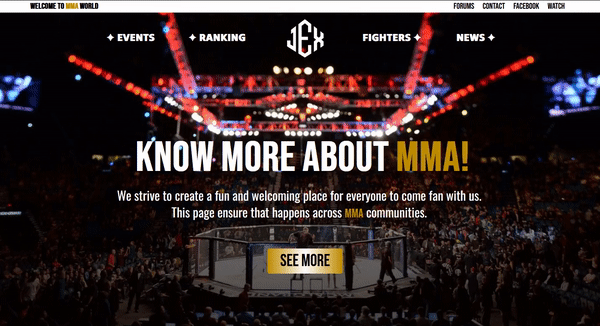 WELCOME TO MMA WORLD
FORUMS CONTACT FACEBOOK WATCH
✦ EVENTS ✦ RANKING JEX FIGHTERS ✦ NEWS ✦
KNOW MORE ABOUT MMA!
We strive to create a fun and welcoming place for everyone to come fan with us.
This page ensure that happens across MMA communities.
SEE MORE